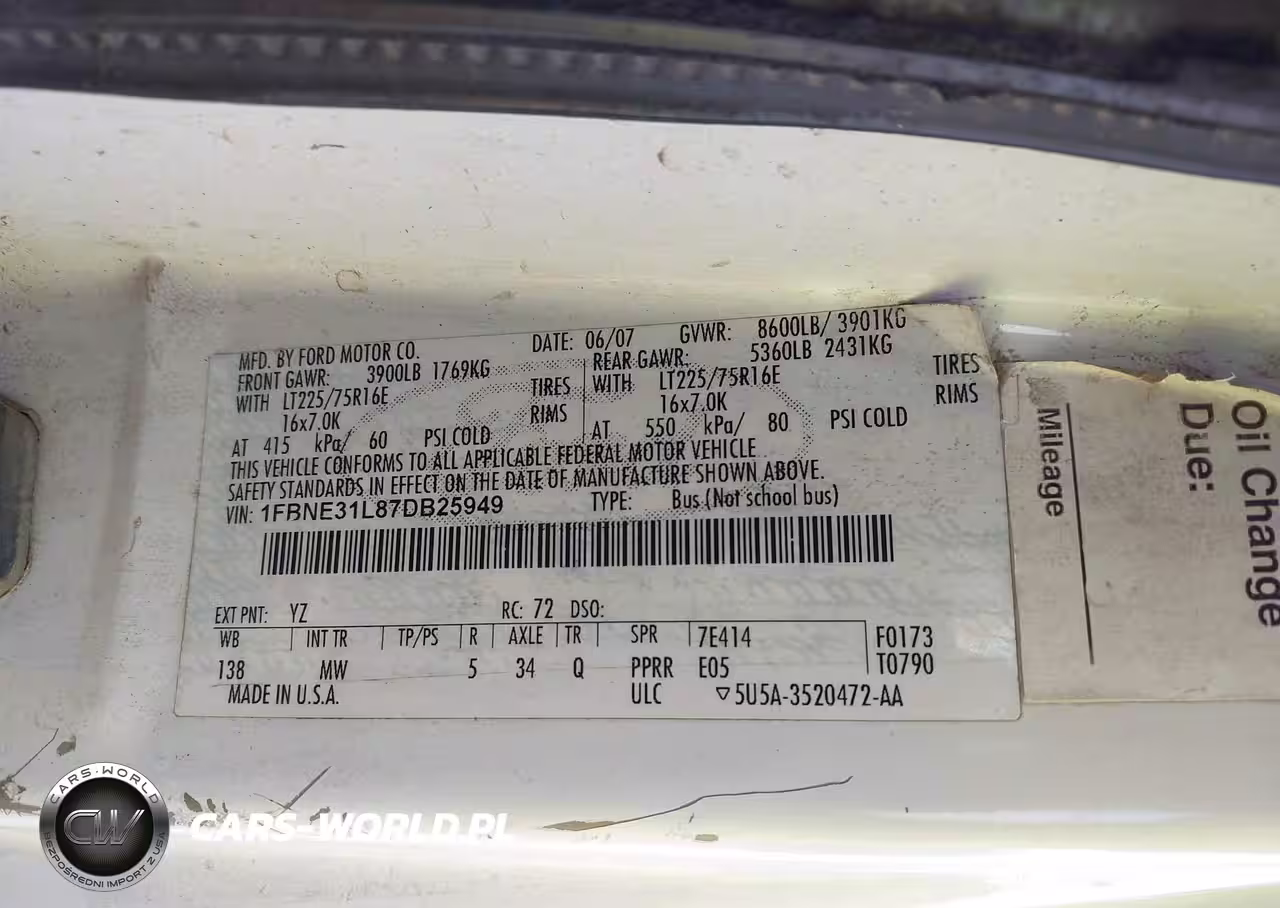 MFD. BY FORD MOTOR CO. DATE: 06/07 GVWR: 8600LB/ 3901KG
FRONT GAWR: 3900LB 1769KG REAR GAWR: 5360LB 2431KG
WITH LT225/75R16E TIRES WITH LT225/75R16E TIRES
16x7.0K RIMS 16x7.0K RIMS
AT 415 kPa/ 60 PSI COLD AT 550 kPa/ 80 PSI COLD
THIS VEHICLE CONFORMS TO ALL APPLICABLE FEDERAL MOTOR VEHICLE
SAFETY STANDARDS IN EFFECT ON THE DATE OF MANUFACTURE SHOWN ABOVE.
VIN: 1FBNE31L87DB25949 TYPE: Bus (Not school bus)
EXT PNT: YZ RC: 72 DSO:
WB INT TR TP/PS R AXLE TR SPR 7E414 F0173
138 MW 5 34 Q PPRR E05 T0790
MADE IN U.S.A. ULC ▽5U5A-3520472-AA
Oil Change
Due:
Mileage
CARS-WORLD
CW
BEZPOŚREDNI IMPORT Z USA
CARS-WORLD.PL